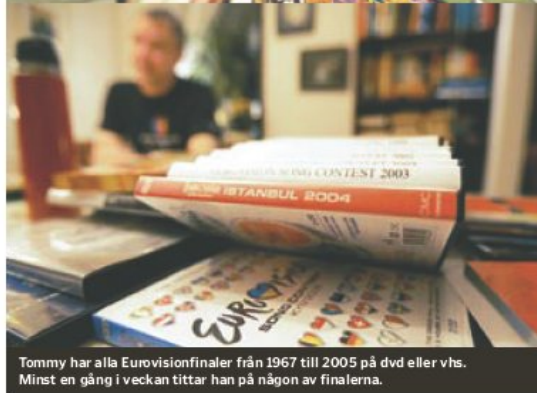 EUROVISION SONG CONTEST 2003
ISTANBUL 2004
EUROVISION
SONG CONTEST
Tommy har alla Eurovisionfinaler från 1967 till 2005 på dvd eller vhs.
Minst en gång i veckan tittar han på någon av finalerna.